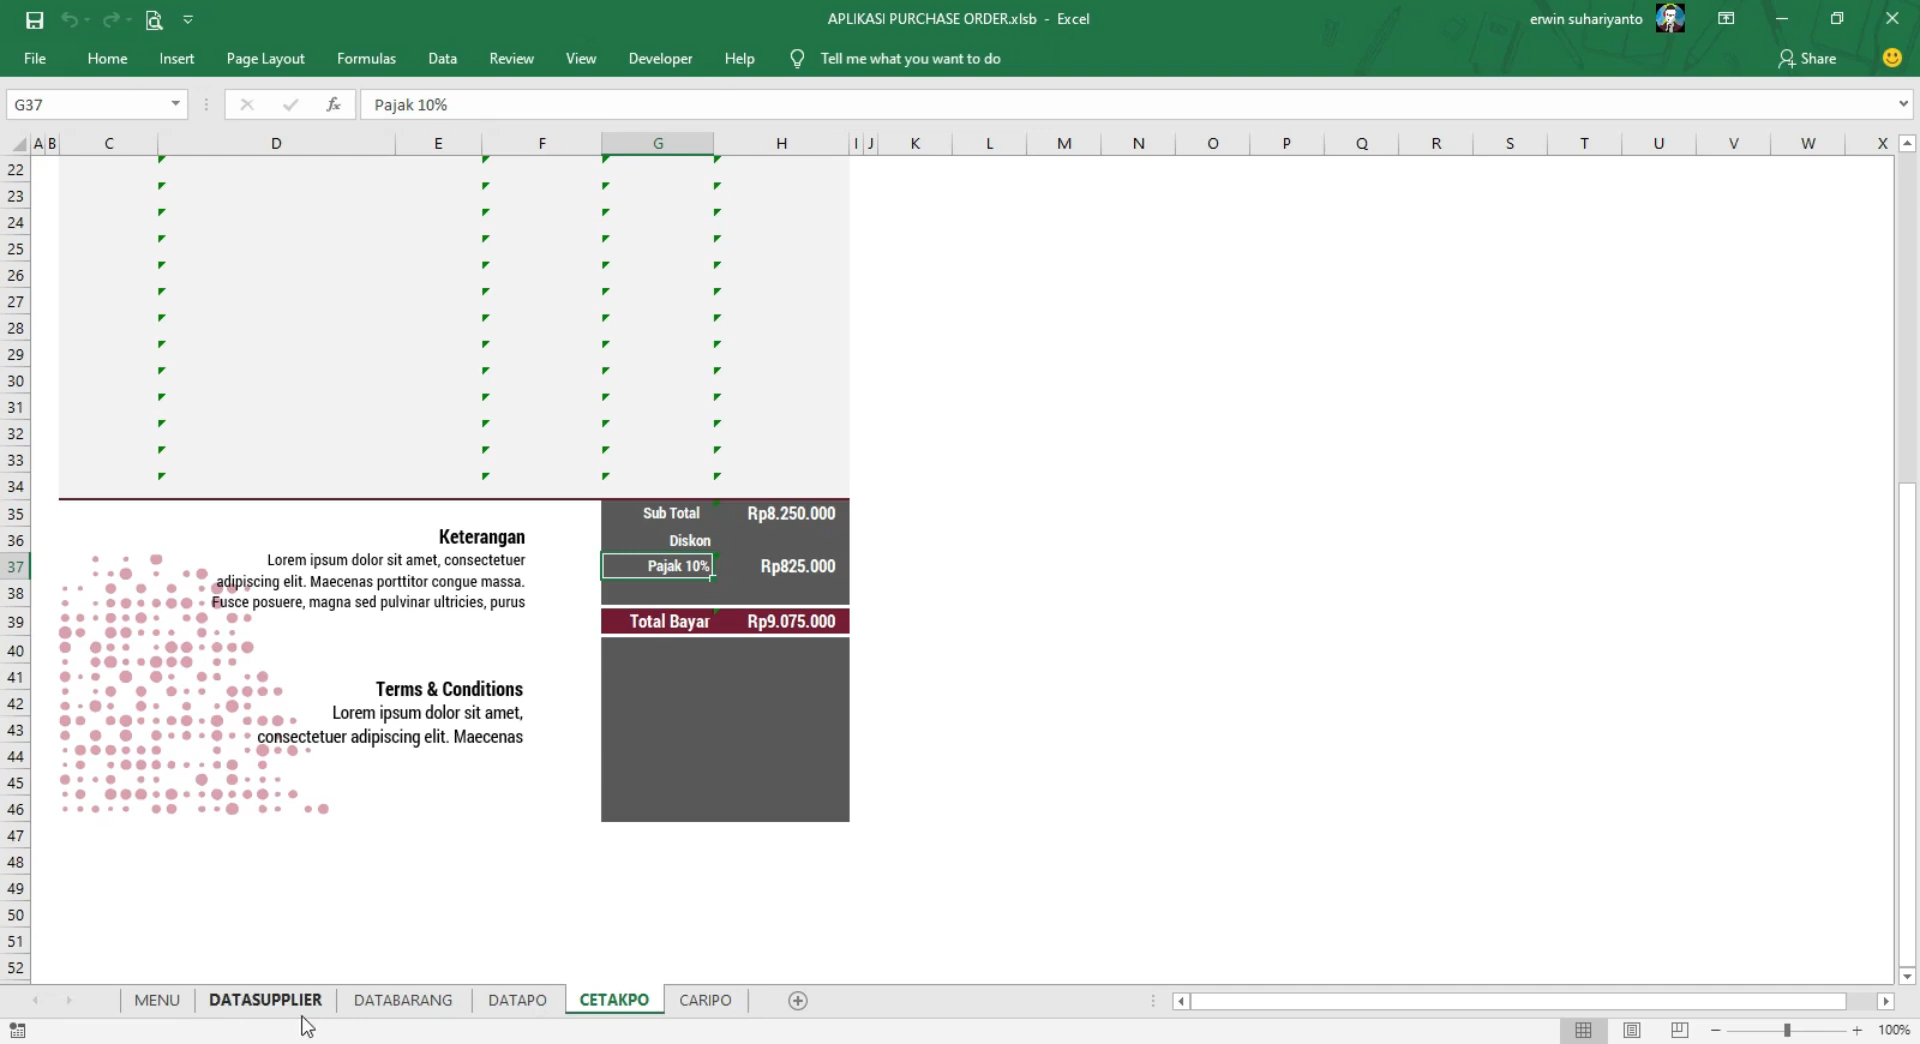 APLIKASI PURCHASE ORDER.xlsb - Excel
erwin suhariyanto
File Home Insert Page Layout Formulas Data Review View Developer Help Tell me what you want to do Share
G37 fx Pajak 10%
A B C D E F G H I J K L M N O P Q R S T U V W X
22
23
24
25
26
27
28
29
30
31
32
33
34
35 Sub Total Rp8.250.000
Keterangan
36 Diskon
Lorem ipsum dolor sit amet, consectetuer
37 Pajak 10% Rp825.000
adipiscing elit. Maecenas porttitor congue massa.
38
Fusce posuere, magna sed pulvinar ultricies, purus
39 Total Bayar Rp9.075.000
40
41
Terms & Conditions
42
Lorem ipsum dolor sit amet,
43
consectetuer adipiscing elit. Maecenas
44
45
46
47
48
49
50
51
52
MENU DATASUPPLIER DATABARANG DATAPO CETAKPO CARIPO
100%